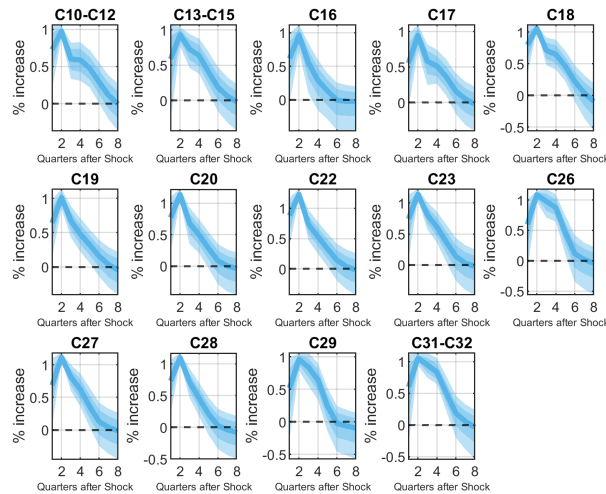 C10-C12 C13-C15 C16 C17 C18
% increase % increase % increase % increase % increase
1 1 1 1 1
0.5 0.5 0.5 0.5 0.5
0 0 0 0 0
-0.5
2 4 6 8 2 4 6 8 2 4 6 8 2 4 6 8 2 4 6 8
Quarters after Shock Quarters after Shock Quarters after Shock Quarters after Shock Quarters after Shock
C19 C20 C22 C23 C26
% increase % increase % increase % increase % increase
1 1 1 1 1
0.5 0.5 0.5 0.5 0.5
0 0 0 0 0
-0.5
2 4 6 8 2 4 6 8 2 4 6 8 2 4 6 8 2 4 6 8
Quarters after Shock Quarters after Shock Quarters after Shock Quarters after Shock Quarters after Shock
C27 C28 C29 C31-C32
% increase % increase % increase % increase
1 1 1 1
0.5 0.5 0.5 0.5
0 0 0 0
-0.5 -0.5 -0.5
2 4 6 8 2 4 6 8 2 4 6 8 2 4 6 8
Quarters after Shock Quarters after Shock Quarters after Shock Quarters after Shock